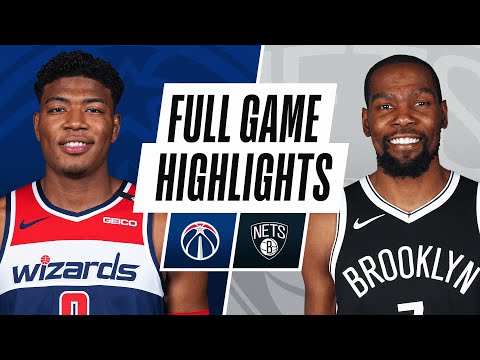 FULL GAME
HIGHLIGHTS
NETS
B
GEICO
wizards
BROOKLYN